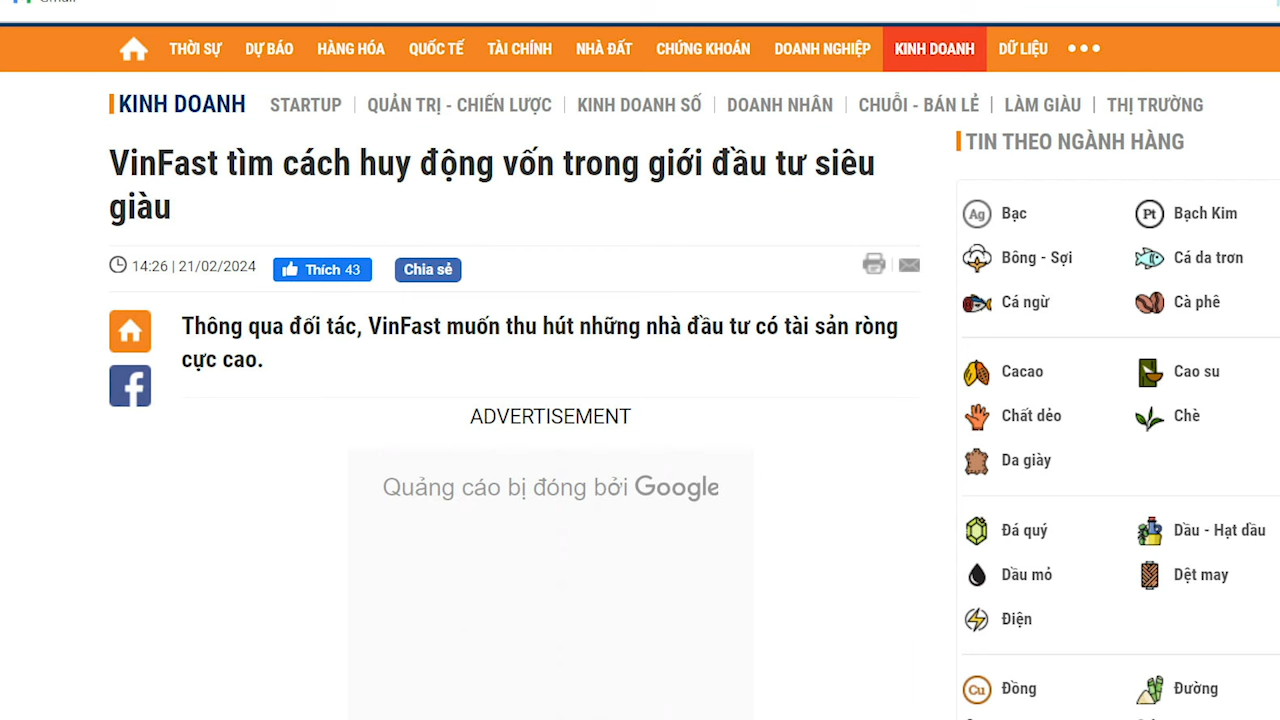 THỜI SỰ DỰ BÁO HÀNG HÓA QUỐC TẾ TÀI CHÍNH NHÀ ĐẤT CHỨNG KHOÁN DOANH NGHIỆP KINH DOANH DỮ LIỆU
KINH DOANH STARTUP QUẢN TRỊ - CHIẾN LƯỢC KINH DOANH SỐ DOANH NHÂN CHUỖI - BÁN LẺ LÀM GIÀU THỊ TRƯỜNG
VinFast tìm cách huy động vốn trong giới đầu tư siêu
giàu
14:26 | 21/02/2024 Thích 43 Chia sẻ
Thông qua đối tác, VinFast muốn thu hút những nhà đầu tư có tài sản ròng
cực cao.
ADVERTISEMENT
Quảng cáo bị đóng bởi Google
TIN THEO NGÀNH HÀNG
Ag Bạc Pt Bạch Kim
Bông - Sợi Cá da trơn
Cá ngừ Cà phê
Cacao Cao su
Chất dẻo Chè
Da giày
Đá quý Dầu - Hạt dầu
Dầu mỏ Dệt may
Điện
Cu Đồng Đường